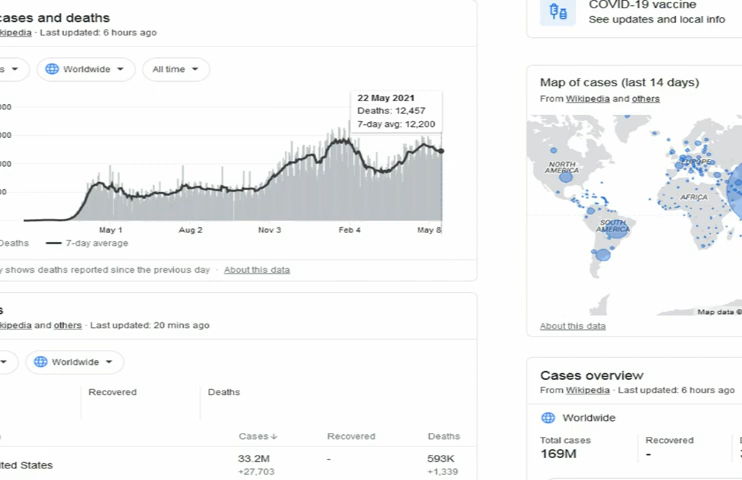 cases and deaths
kipedia · Last updated: 6 hours ago
Worldwide
All time
22 May 2021
Deaths: 12,457
7-day avg: 12,200
May 1
Aug 2
Nov 3
Feb 4
May 8
Deaths
7-day average
y shows deaths reported since the previous day · About this data
s
kipedia and others · Last updated: 20 mins ago
Worldwide
Recovered
Deaths
Cases
Recovered
Deaths
ted States
33.2M
-
593K
+27,703
+1,339
COVID-19 vaccine
See updates and local info
Map of cases (last 14 days)
From Wikipedia and others
NORTH
AMERICA
EUROPE
AFRICA
SOUTH
AMERICA
Map data ©
About this data
Cases overview
From Wikipedia · Last updated: 6 hours ago
Worldwide
Total cases
Recovered
169M
-